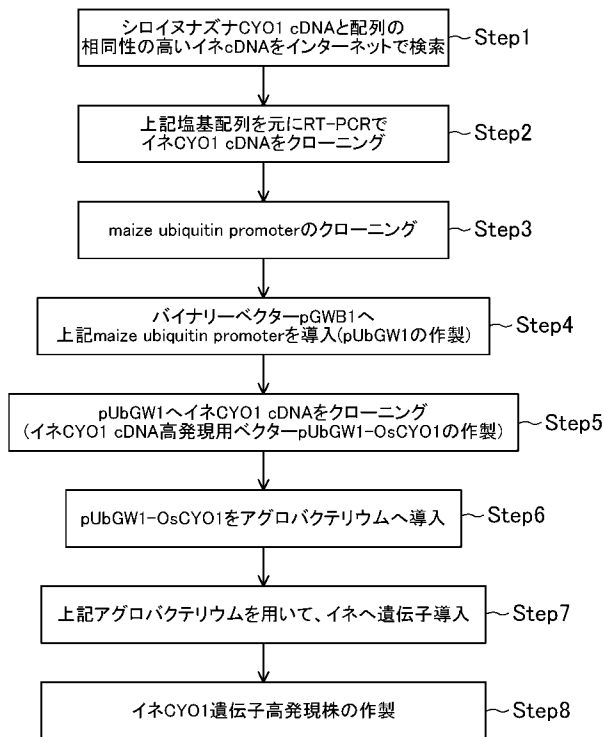 シロイヌナズナCYO1 cDNAと配列の
相同性の高いイネcDNAをインターネットで検索
Step1
上記塩基配列を元にRT-PCRで
イネCYO1 cDNAをクローニング
Step2
maize ubiquitin promoterのクローニング
Step3
バイナリーベクターpGWB1へ
上記maize ubiquitin promoterを導入(pUbGW1の作製)
Step4
pUbGW1へイネCYO1 cDNAをクローニング
(イネCYO1 cDNA高発現用ベクターpUbGW1-OsCYO1の作製)
Step5
pUbGW1-OsCYO1をアグロバクテリウムへ導入
Step6
上記アグロバクテリウムを用いて、イネへ遺伝子導入
Step7
イネCYO1遺伝子高発現株の作製
Step8